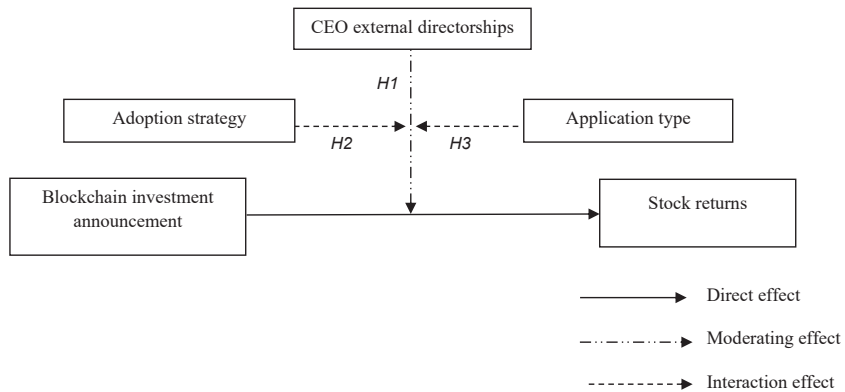 CEO external directorships
H1
Adoption strategy
Application type
H2
H3
Blockchain investment
announcement
Stock returns
Direct effect
Moderating effect
Interaction effect